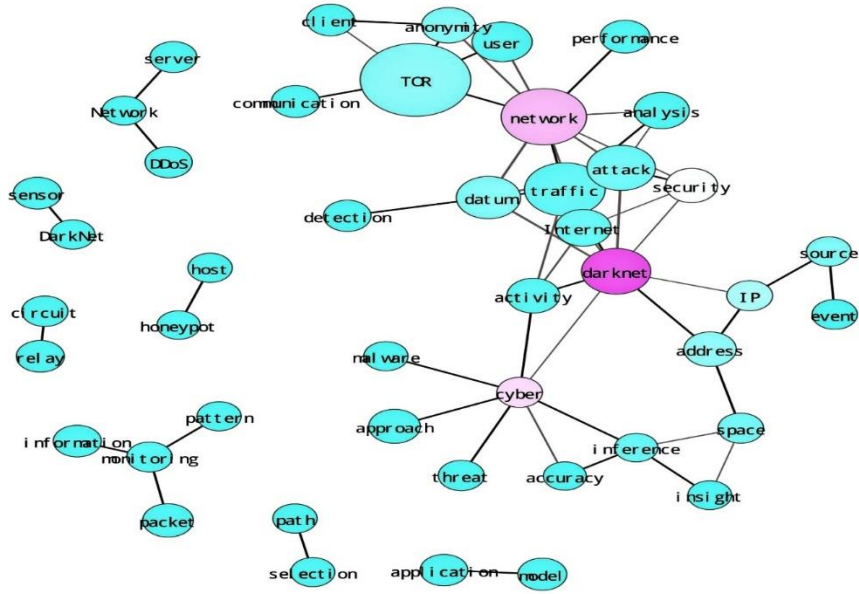 client
anonymity
user
performance
server
TOR
communication
network
analysis
Network
DDoS
attack
security
traffic
datum
sensor
detection
Internet
DarkNet
host
darknet
source
activity
IP
circuit
honeypot
event
relay
malware
address
cyber
pattern
approach
space
information
monitoring
inference
threat
accuracy
insight
path
packet
selection
application
model